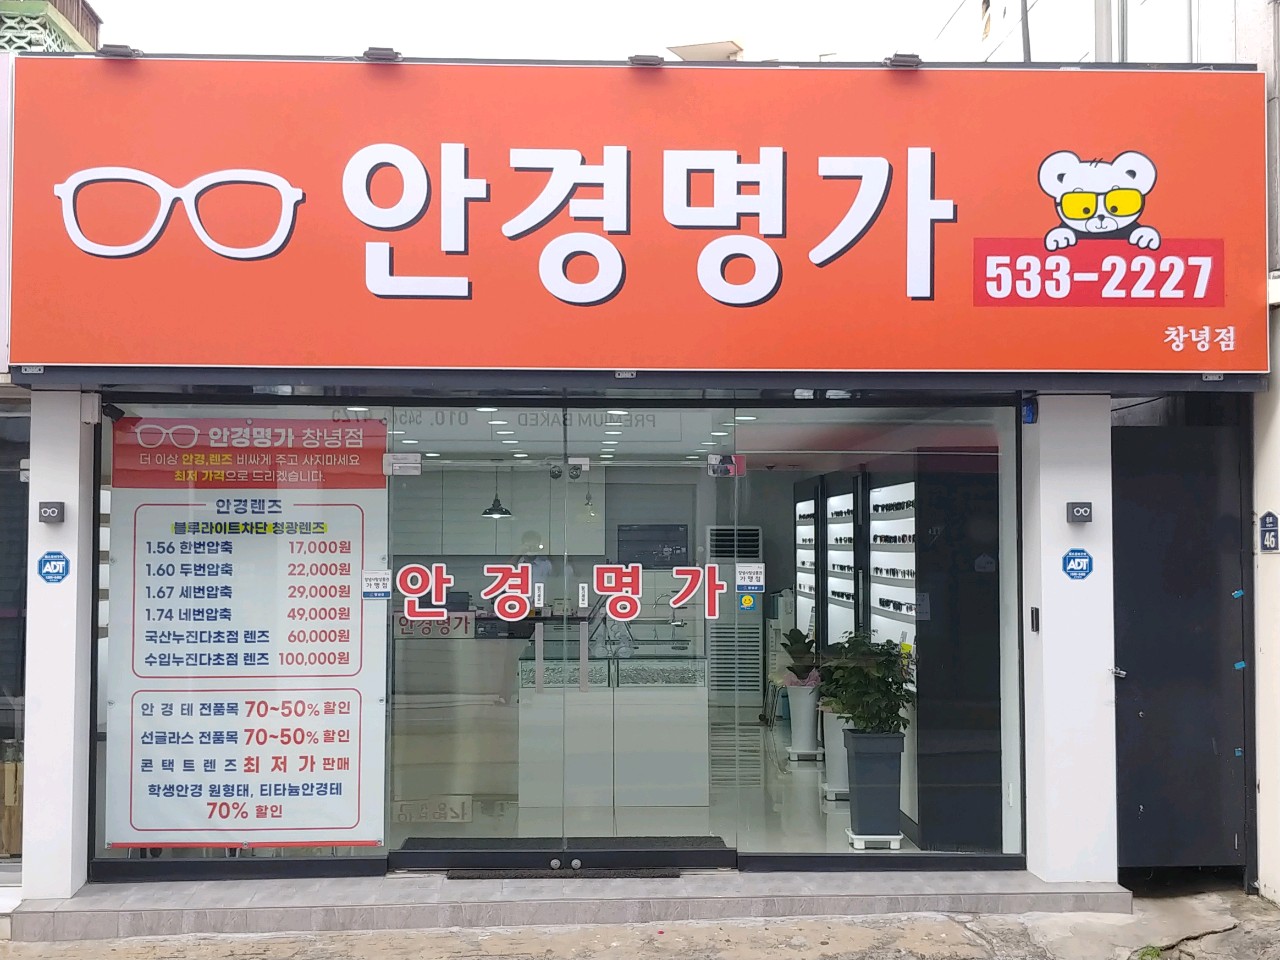 안경명가
533-2227
창녕점
안경명가 창녕점
더 이상 안경,렌즈 비싸게 주고 사지마세요
최저 가격으로 드리겠습니다.
안경렌즈
블루라이트차단 청광렌즈
1.56 한번압축 17,000원
1.60 두번압축 22,000원
1.67 세번압축 29,000원
1.74 네번압축 49,000원
국산누진다초점 렌즈 60,000원
수입누진다초점 렌즈 100,000원
안경테 전품목 70~50% 할인
선글라스 전품목 70~50% 할인
콘택트렌즈 최저가 판매
학생안경 원형태, 티타늄안경테
70% 할인
PREMIUM BAKED
안경명가
안경명가
가맹점
ADT
ADT
46